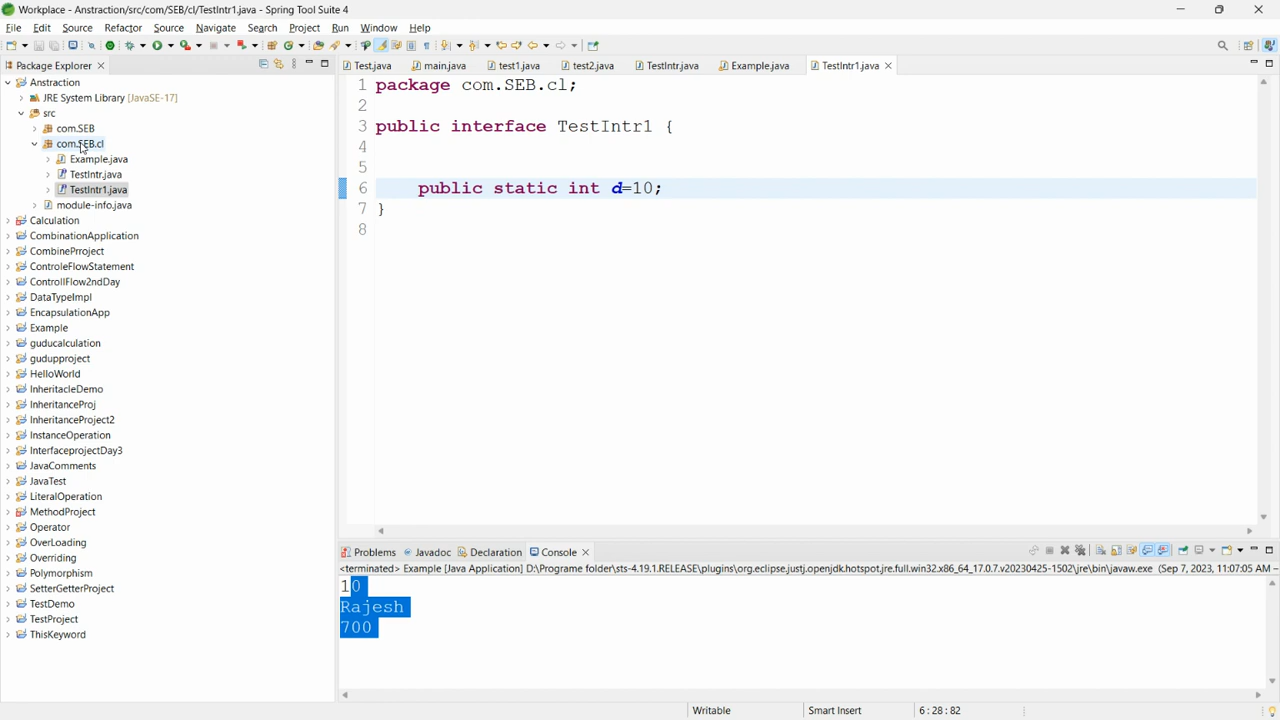 Workplace - Anstraction/src/com/SEB/cl/TestIntr1.java - Spring Tool Suite 4
File Edit Source Refactor Source Navigate Search Project Run Window Help
Package Explorer
Anstraction
JRE System Library [JavaSE-17]
src
com.SEB
com.SEB.cl
Example.java
TestIntr.java
TestIntr1.java
module-info.java
Calculation
CombinationApplication
CombineProject
ControleFlowStatement
ControllFlow2ndDay
DataTypeImpl
EncapsulationApp
Example
guducalculation
gudupproject
HelloWorld
InheritacleDemo
InheritanceProj
InheritanceProject2
InstanceOperation
InterfaceprojectDay3
JavaComments
JavaTest
LiteralOperation
MethodProject
Operator
OverLoading
Overriding
Polymorphism
SetterGetterProject
TestDemo
TestProject
ThisKeyword
Test.java main.java test1.java test2.java TestIntr.java Example.java TestIntr1.java
1 package com.SEB.cl;
2
3 public interface TestIntr1 {
4
5
6 public static int d=10;
7 }
8
Problems Javadoc Declaration Console
<terminated> Example [Java Application] D:\Programe folder\sts-4.19.1.RELEASE\plugins\org.eclipse.justj.openjdk.hotspot.jre.full.win32.x86_64_17.0.7.v20230425-1502\jre\bin\javaw.exe (Sep 7, 2023, 11:07:05 AM –
10
Rajesh
700
Writable Smart Insert 6 : 28 : 82